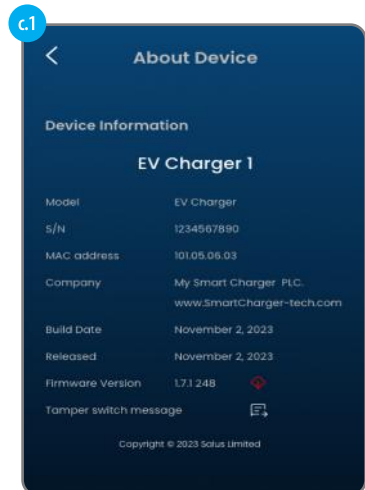 c.1
About Device
Device Information
EV Charger 1
Model EV Charger
S/N 1234567890
MAC address 101.05.06.03
Company My Smart Charger PLC.
www.SmartCharger-tech.com
Build Date November 2, 2023
Released November 2, 2023
Firmware Version 1.7.1 248
Tamper switch message
Copyright © 2023 Salus Limited